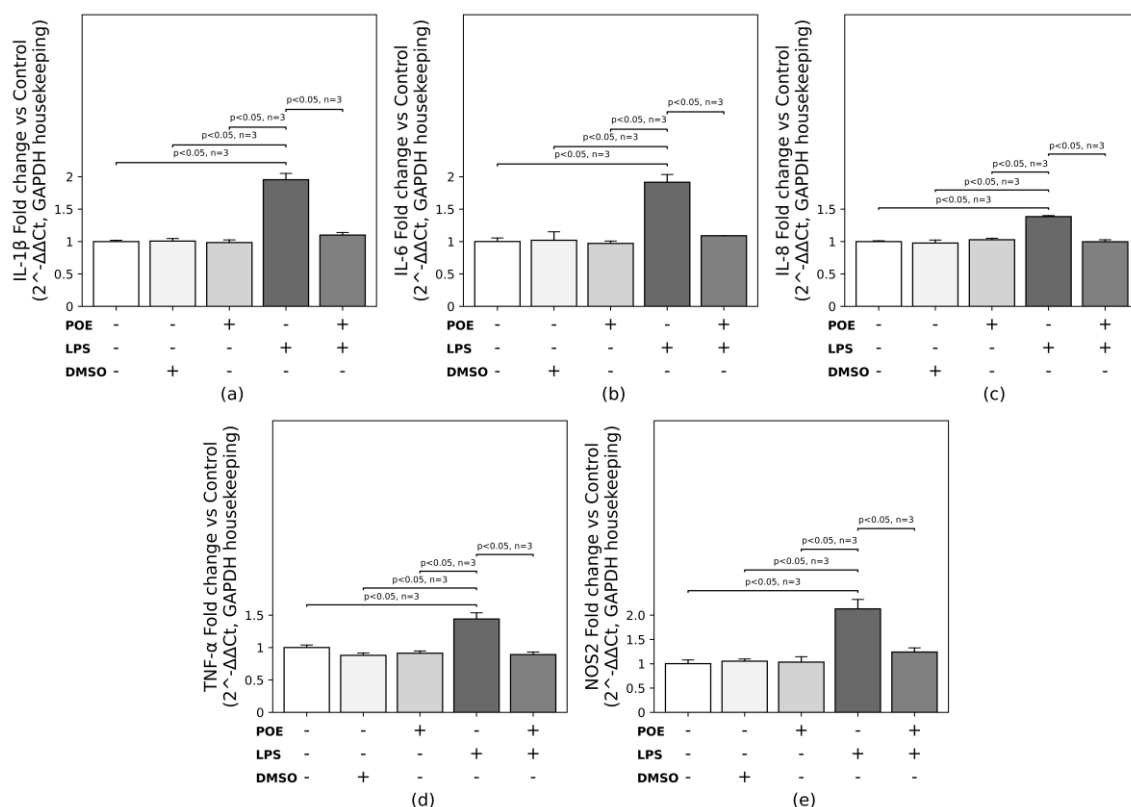 IL-1β Fold change vs Control
(2^-ΔΔCt, GAPDH housekeeping)
2
1.5
1
0.5
0
p<0.05, n=3
p<0.05, n=3
p<0.05, n=3
p<0.05, n=3
POE - - + - +
LPS - - - + +
DMSO - + - - -
(a)
IL-6 Fold change vs Control
(2^-ΔΔCt, GAPDH housekeeping)
2
1.5
1
0.5
0
p<0.05, n=3
p<0.05, n=3
p<0.05, n=3
p<0.05, n=3
POE - - + - +
LPS - - - + +
DMSO - + - - -
(b)
IL-8 Fold change vs Control
(2^-ΔΔCt, GAPDH housekeeping)
1.5
1
0.5
0
p<0.05, n=3
p<0.05, n=3
p<0.05, n=3
p<0.05, n=3
POE - - + - +
LPS - - - + +
DMSO - + - - -
(c)
TNF-α Fold change vs Control
(2^-ΔΔCt, GAPDH housekeeping)
1.5
1
0.5
0
p<0.05, n=3
p<0.05, n=3
p<0.05, n=3
p<0.05, n=3
POE - - + - +
LPS - - - + +
DMSO - + - - -
(d)
NOS2 Fold change vs Control
(2^-ΔΔCt, GAPDH housekeeping)
2.0
1.5
1
0.5
0
p<0.05, n=3
p<0.05, n=3
p<0.05, n=3
p<0.05, n=3
POE - - + - +
LPS - - - + +
DMSO - + - - -
(e)